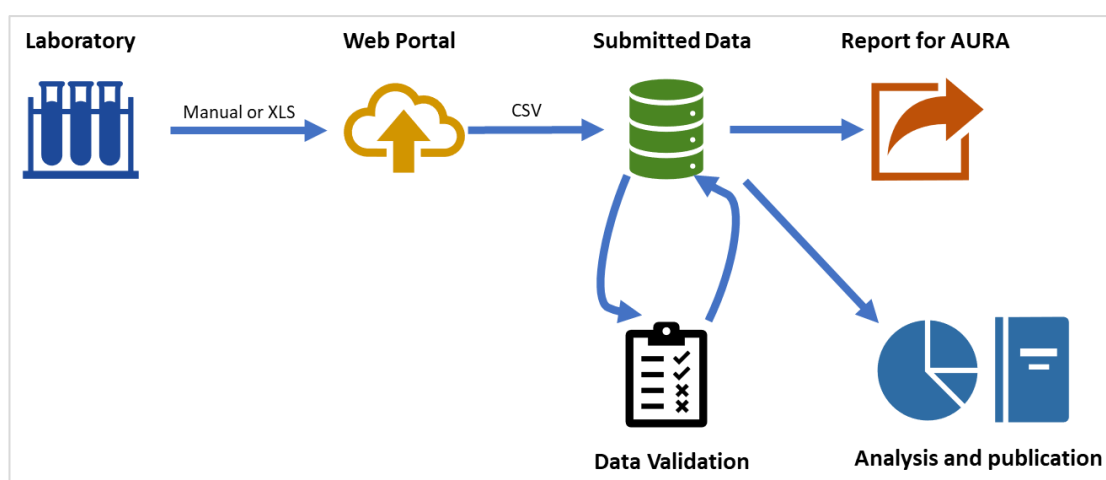 Laboratory
Web Portal
Submitted Data
Report for AURA
Manual or XLS
CSV
Data Validation
Analysis and publication